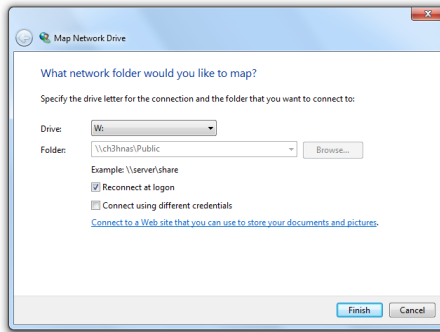 Map Network Drive
What network folder would you like to map?
Specify the drive letter for the connection and the folder that you want to connect to:
Drive: W:
Folder: \\ch3hnas\Public Browse...
Example: \\server\share
Reconnect at logon
Connect using different credentials
Connect to a Web site that you can use to store your documents and pictures.
Finish Cancel